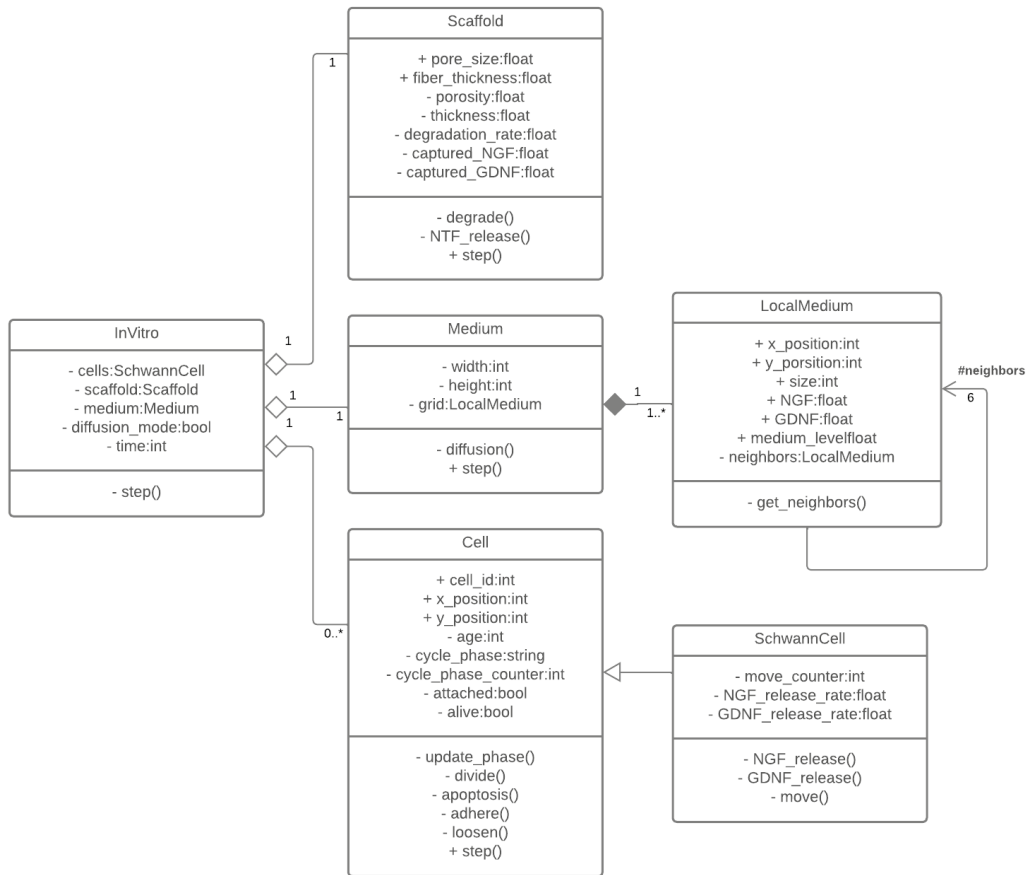 Scaffold
+ pore_size:float
+ fiber_thickness:float
- porosity:float
- thickness:float
- degradation_rate:float
- captured_NGF:float
- captured_GDNF:float
- degrade()
- NTF_release()
+ step()
1
1
InVitro
- cells:SchwannCell
- scaffold:Scaffold
- medium:Medium
- diffusion_mode:bool
- time:int
- step()
1
1
Medium
- width:int
- height:int
- grid:LocalMedium
- diffusion()
+ step()
1
1..*
LocalMedium
+ x_position:int
+ y_porsition:int
+ size:int
+ NGF:float
+ GDNF:float
+ medium_levelfloat
- neighbors:LocalMedium
- get_neighbors()
#neighbors
6
1
0..*
Cell
+ cell_id:int
+ x_position:int
+ y_position:int
- age:int
- cycle_phase:string
- cycle_phase_counter:int
- attached:bool
- alive:bool
- update_phase()
- divide()
- apoptosis()
- adhere()
- loosen()
+ step()
SchwannCell
- move_counter:int
- NGF_release_rate:float
- GDNF_release_rate:float
- NGF_release()
- GDNF_release()
- move()